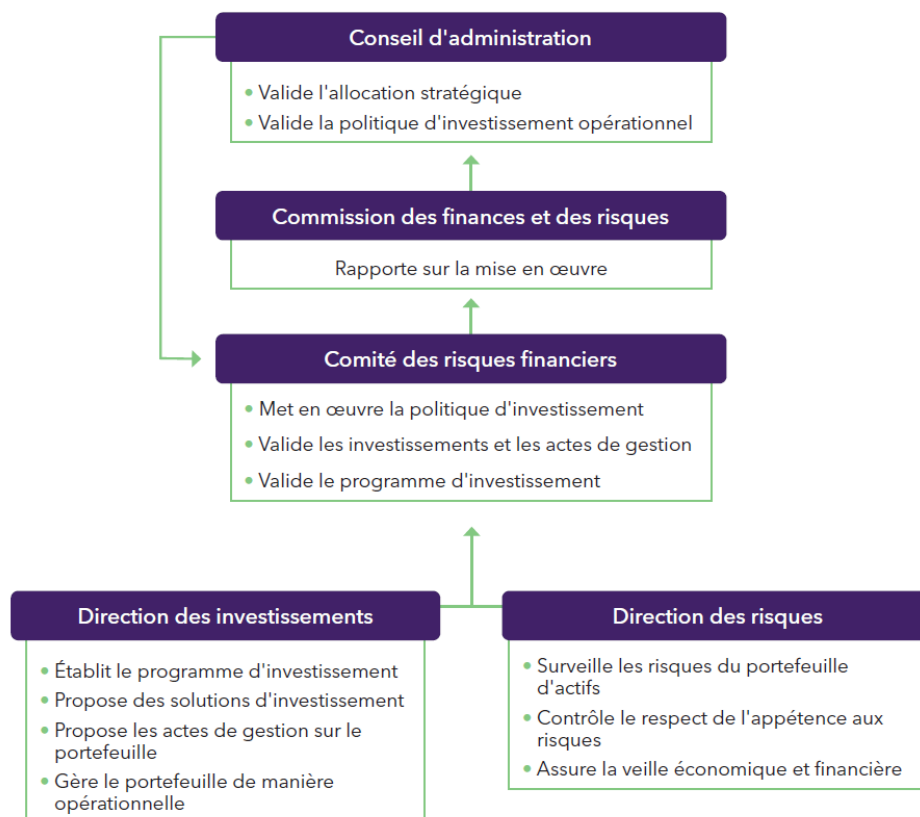 Conseil d'administration
• Valide l'allocation stratégique
• Valide la politique d'investissement opérationnel
Commission des finances et des risques
Rapporte sur la mise en œuvre
Comité des risques financiers
• Met en œuvre la politique d'investissement
• Valide les investissements et les actes de gestion
• Valide le programme d'investissement
Direction des investissements
• Établit le programme d'investissement
• Propose des solutions d'investissement
• Propose les actes de gestion sur le
portefeuille
• Gère le portefeuille de manière
opérationnelle
Direction des risques
• Surveille les risques du portefeuille
d'actifs
• Contrôle le respect de l'appétence aux
risques
• Assure la veille économique et financière